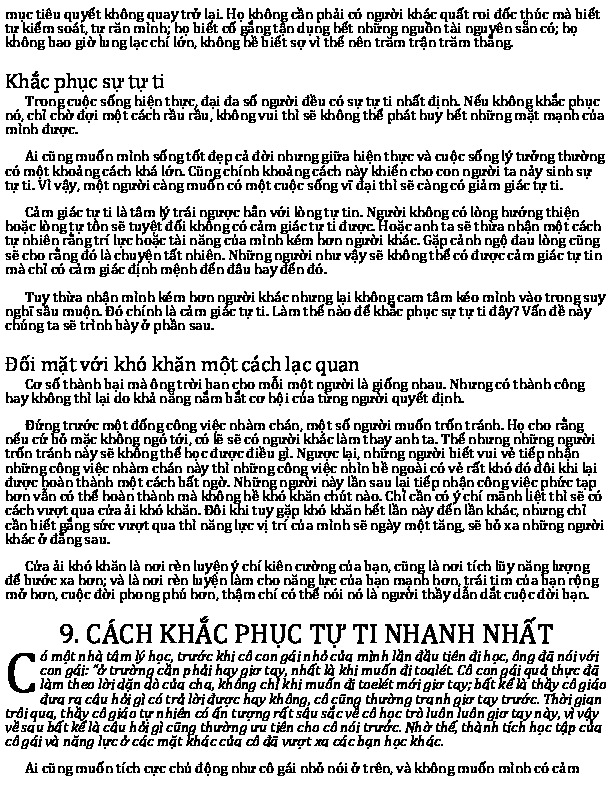 mục tiêu quyết không quay trở lại. Họ không cần phải có người khác quất roi đốc thúc mà biết
tự kiểm soát, tự răn mình; họ biết cố gắng tận dụng hết những nguồn tài nguyên sẵn có; họ
không bao giờ lung lạc chí lớn, không hề biết sợ vì thế nên trăm trận trăm thắng.
Khắc phục sự tự ti
Trong cuộc sống hiện thực, đại đa số người đều có sự tự ti nhất định. Nếu không khắc phục
nó, chỉ chờ đợi một cách rầu rầu, không vui thì sẽ không thể phát huy hết những mặt mạnh của
mình được.
Ai cũng muốn mình sống tốt đẹp cả đời nhưng giữa hiện thực và cuộc sống lý tưởng thường
có một khoảng cách khá lớn. Cũng chính khoảng cách này khiến cho con người ta nảy sinh sự
tự ti. Vì vậy, một người càng muốn có một cuộc sống vĩ đại thì sẽ càng có giảm giác tự ti.
Cảm giác tự ti là tâm lý trái ngược hẳn với lòng tự tin. Người không có lòng hướng thiện
hoặc lòng tự tôn sẽ tuyệt đối không có cảm giác tự ti được. Hoặc anh ta sẽ thừa nhận một cách
tự nhiên rằng trí lực hoặc tài năng của mình kém hơn người khác. Gặp cảnh ngộ đau lòng cũng
sẽ cho rằng đó là chuyện tất nhiên. Những người như vậy sẽ không thể có được cảm giác tự tin
mà chỉ có cảm giác định mệnh đến đâu hay đến đó.
Tuy thừa nhận mình kém hơn người khác nhưng lại không cam tâm kéo mình vào trong suy
nghĩ sầu muộn. Đó chính là cảm giác tự ti. Làm thế nào để khắc phục sự tự ti đây? Vấn đề này
chúng ta sẽ trình bày ở phần sau.
Đối mặt với khó khăn một cách lạc quan
Cơ số thành bại mà ông trời ban cho mỗi một người là giống nhau. Nhưng có thành công
hay không thì lại do khả năng nắm bắt cơ hội của từng người quyết định.
Đứng trước một đống công việc nhàm chán, một số người muốn trốn tránh. Họ cho rằng
nếu cứ bỏ mặc không ngó tới, có lẽ sẽ có người khác làm thay anh ta. Thế nhưng những người
trốn tránh này sẽ không thể học được điều gì. Ngược lại, những người biết vui vẻ tiếp nhận
những công việc nhàm chán này thì những công việc nhìn bề ngoài có vẻ rất khó đó đôi khi lại
được hoàn thành một cách bất ngờ. Những người này lần sau lại tiếp nhận công việc phức tạp
hơn vẫn có thể hoàn thành mà không hề khó khăn chút nào. Chỉ cần có ý chí mãnh liệt thì sẽ có
cách vượt qua cửa ải khó khăn. Đôi khi tuy gặp khó khăn hết lần này đến lần khác, nhưng chỉ
cần biết gắng sức vượt qua thì năng lực vị trí của mình sẽ ngày một tăng, sẽ bỏ xa những người
khác ở đằng sau.
Cửa ải khó khăn là nơi rèn luyện ý chí kiên cường của bạn, cũng là nơi tích lũy năng lượng
để bước xa hơn; và là nơi rèn luyện làm cho năng lực của bạn mạnh hơn, trái tim của bạn rộng
mở hơn, cuộc đời phong phú hơn, thậm chí có thể nói nó là người thầy dẫn dắt cuộc đời bạn.
9. CÁCH KHẮC PHỤC TỰ TI NHANH NHẤT
Có một nhà tâm lý học, trước khi cô con gái nhỏ của mình lần đầu tiên đi học, ông đã nói với
con gái: "ở trường cần phải hay giơ tay, nhất là khi muốn đi toalét. Cô con gái quả thực đã
làm theo lời dặn dò của cha, không chỉ khi muốn đi toelét mới giơ tay; bất kể là thầy cô giáo
đưa ra câu hỏi gì có trả lời được hay không, cô cũng thường tranh giơ tay trước. Thời gian
trôi qua, thầy cô giáo tự nhiên có ấn tượng rất sâu sắc về cô học trò luôn luôn giơ tay này, vì vậy
về sau bất kể là câu hỏi gì cũng thường ưu tiên cho cô nói trước. Nhờ thế, thành tích học tập của
cô gái và năng lực ở các mặt khác của cô đã vượt xa các bạn học khác.
Ai cũng muốn tích cực chủ động như cô gái nhỏ nói ở trên, và không muốn mình có cảm